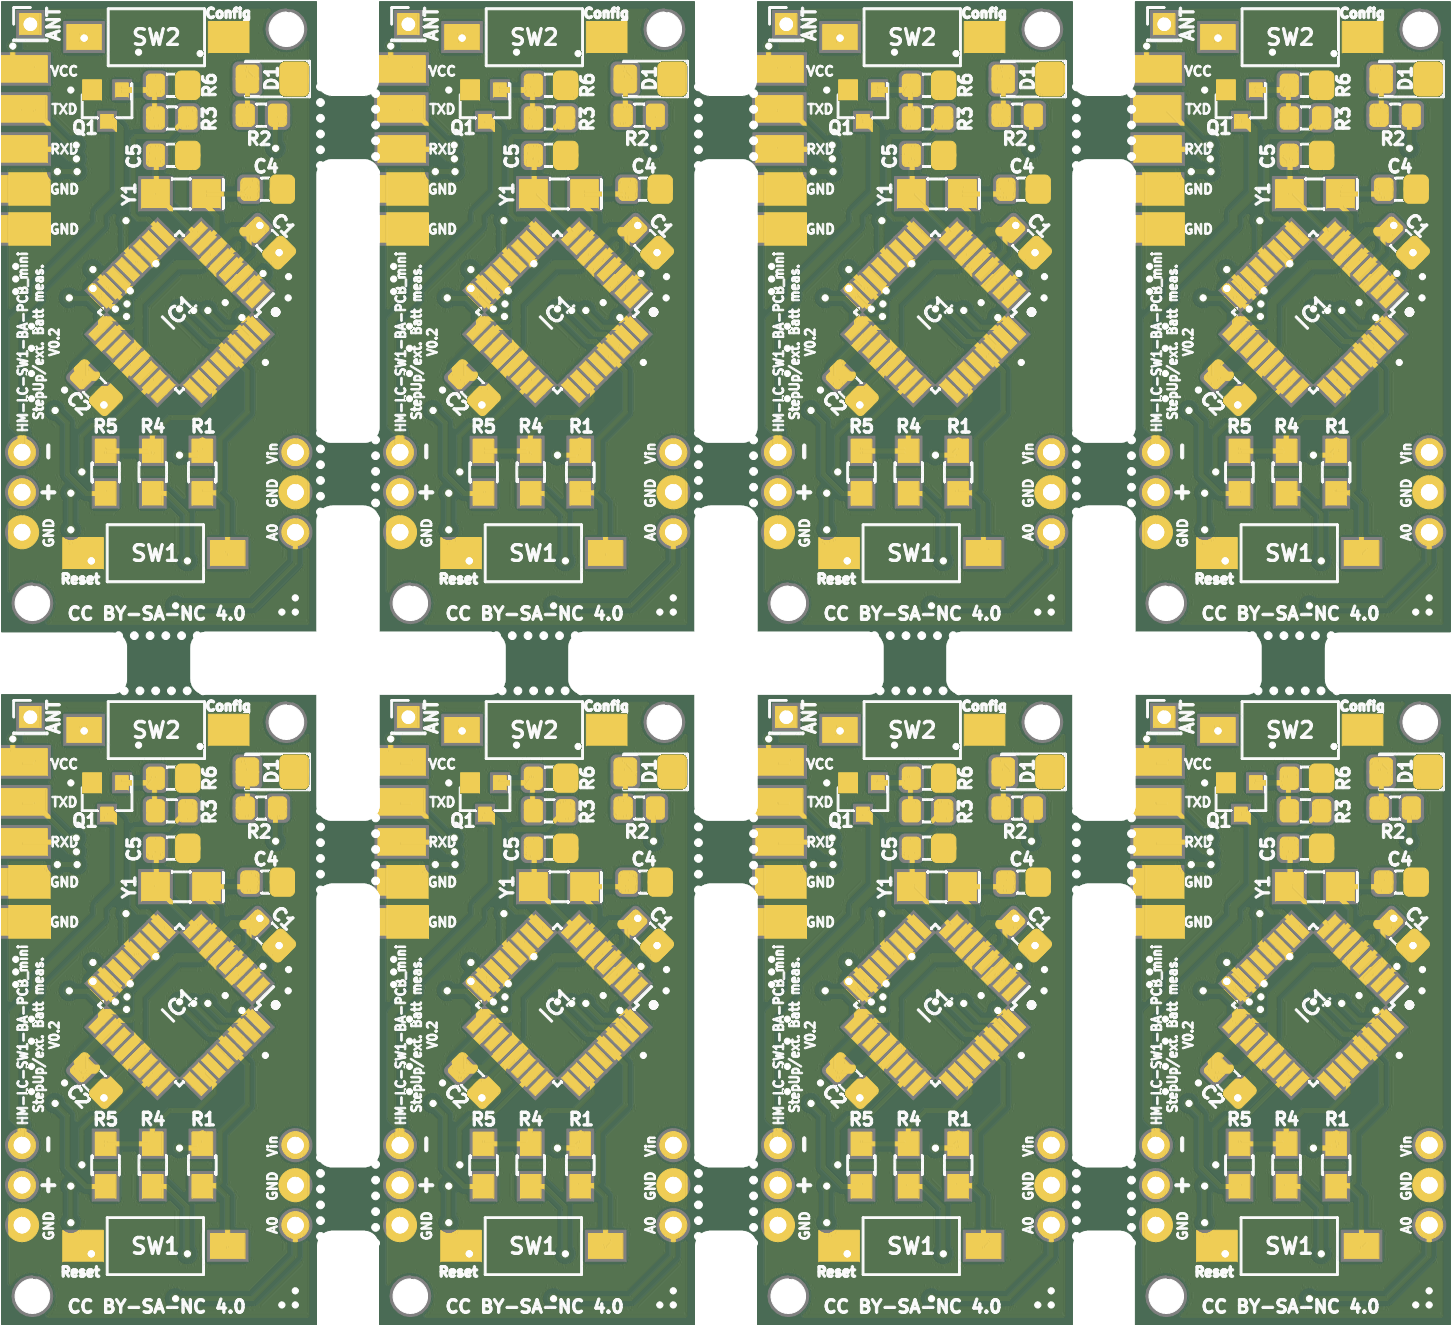 ANT SW2 Config
VCC R6 D1
TXD Q1 R3 R2
RXD C5 C4
GND Y1
GND C1
HM-LC-SW1-BA-PCB_mini
StepUp/ext. Batt meas.
V0.2
IC1
C2
R5 R4 R1
- Vin
+ GND
GND SW1 A0
Reset
CC BY-SA-NC 4.0
ANT SW2 Config
VCC R6 D1
TXD Q1 R3 R2
RXD C5 C4
GND Y1
GND C1
HM-LC-SW1-BA-PCB_mini
StepUp/ext. Batt meas.
V0.2
IC1
C2
R5 R4 R1
- Vin
+ GND
GND SW1 A0
Reset
CC BY-SA-NC 4.0
ANT SW2 Config
VCC R6 D1
TXD Q1 R3 R2
RXD C5 C4
GND Y1
GND C1
HM-LC-SW1-BA-PCB_mini
StepUp/ext. Batt meas.
V0.2
IC1
C2
R5 R4 R1
- Vin
+ GND
GND SW1 A0
Reset
CC BY-SA-NC 4.0
ANT SW2 Config
VCC R6 D1
TXD Q1 R3 R2
RXD C5 C4
GND Y1
GND C1
HM-LC-SW1-BA-PCB_mini
StepUp/ext. Batt meas.
V0.2
IC1
C2
R5 R4 R1
- Vin
+ GND
GND SW1 A0
Reset
CC BY-SA-NC 4.0
ANT SW2 Config
VCC R6 D1
TXD Q1 R3 R2
RXD C5 C4
GND Y1
GND C1
HM-LC-SW1-BA-PCB_mini
StepUp/ext. Batt meas.
V0.2
IC1
C2
R5 R4 R1
- Vin
+ GND
GND SW1 A0
Reset
CC BY-SA-NC 4.0
ANT SW2 Config
VCC R6 D1
TXD Q1 R3 R2
RXD C5 C4
GND Y1
GND C1
HM-LC-SW1-BA-PCB_mini
StepUp/ext. Batt meas.
V0.2
IC1
C2
R5 R4 R1
- Vin
+ GND
GND SW1 A0
Reset
CC BY-SA-NC 4.0
ANT SW2 Config
VCC R6 D1
TXD Q1 R3 R2
RXD C5 C4
GND Y1
GND C1
HM-LC-SW1-BA-PCB_mini
StepUp/ext. Batt meas.
V0.2
IC1
C2
R5 R4 R1
- Vin
+ GND
GND SW1 A0
Reset
CC BY-SA-NC 4.0
ANT SW2 Config
VCC R6 D1
TXD Q1 R3 R2
RXD C5 C4
GND Y1
GND C1
HM-LC-SW1-BA-PCB_mini
StepUp/ext. Batt meas.
V0.2
IC1
C2
R5 R4 R1
- Vin
+ GND
GND SW1 A0
Reset
CC BY-SA-NC 4.0